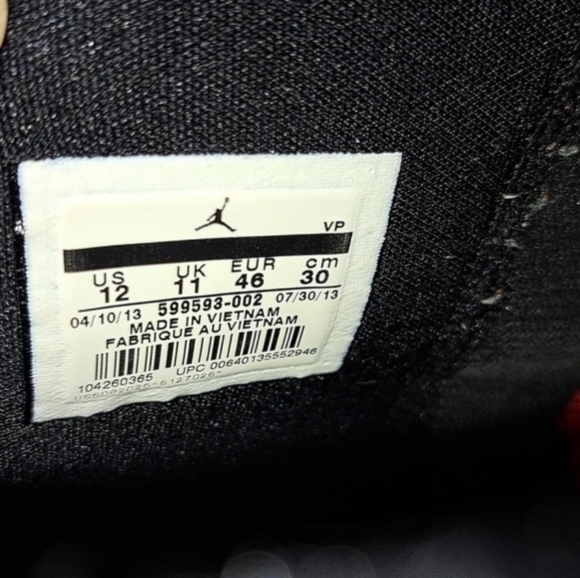 VP
US UK EUR cm
12 11 46 30
04/10/13 599593-002 07/30/13
MADE IN VIETNAM
FABRIQUE AU VIETNAM
104260365 UPC 00640135552946